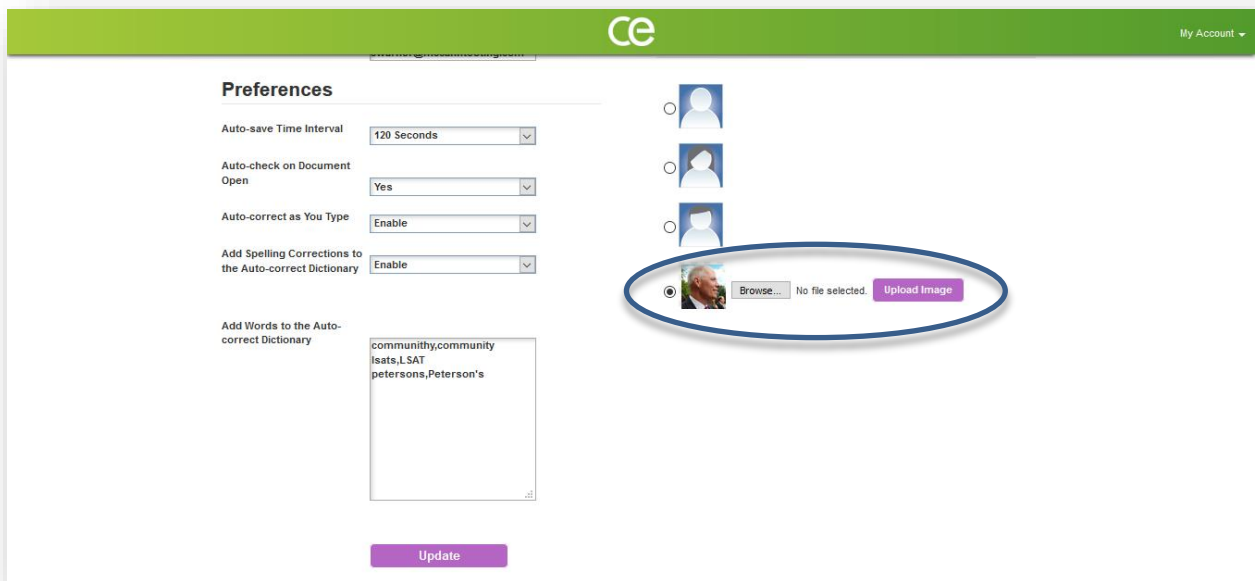 ce
My Account
Preferences
Auto-save Time Interval
120 Seconds
Auto-check on Document
Open
Yes
Auto-correct as You Type
Enable
Add Spelling Corrections to
the Auto-correct Dictionary
Enable
Add Words to the Auto-
correct Dictionary
communithy,community
lsats,LSAT
petersons,Peterson's
Update
Browse...
No file selected.
Upload Image